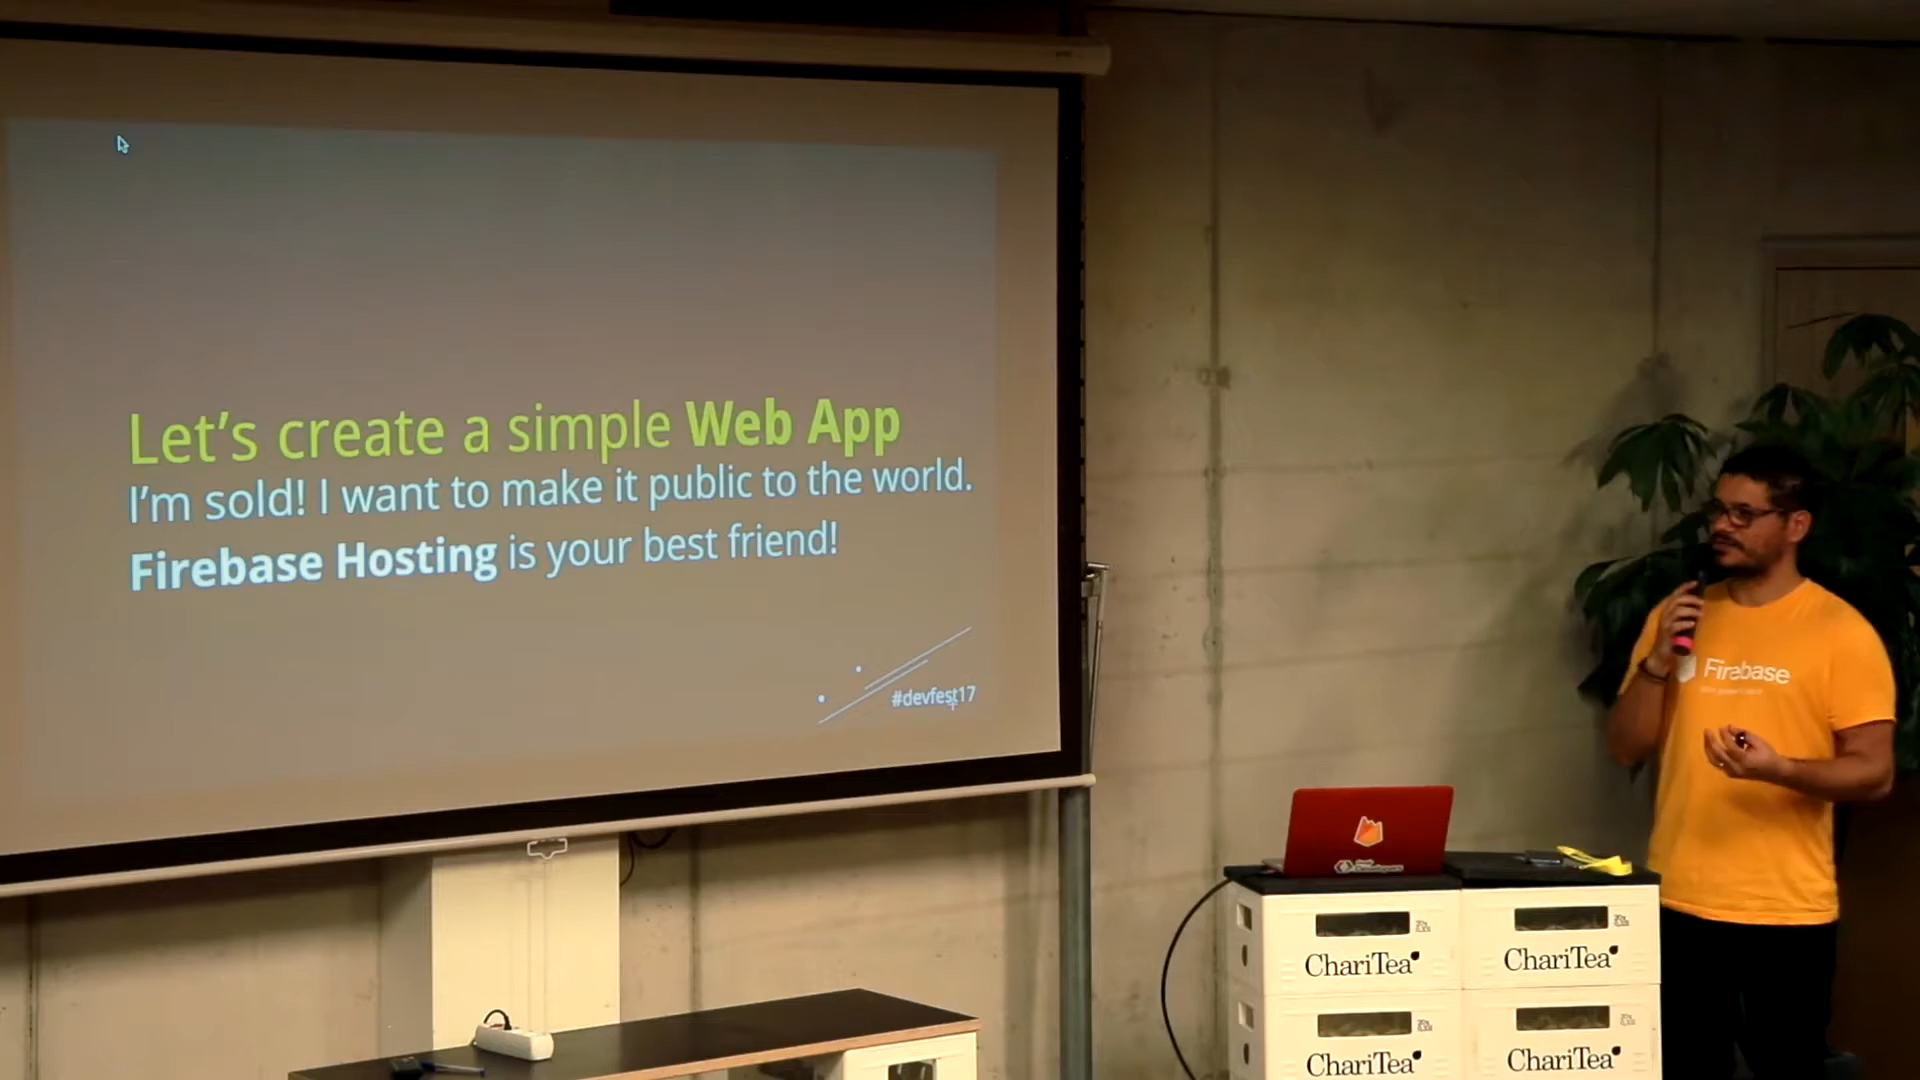 Let's create a simple Web App
I'm sold! I want to make it public to the world.
Firebase Hosting is your best friend!
#devfest17
Firebase
ChariTea
ChariTea
ChariTea
ChariTea